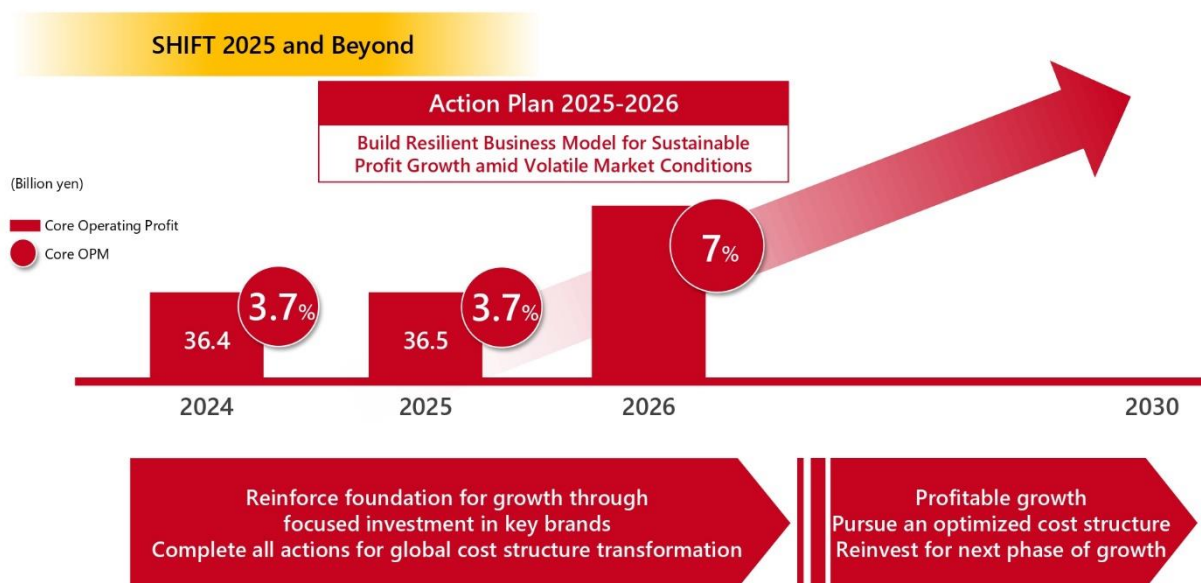 SHIFT 2025 and Beyond
Action Plan 2025-2026
Build Resilient Business Model for Sustainable
Profit Growth amid Volatile Market Conditions
(Billion yen)
Core Operating Profit
Core OPM
3.7%
36.4
3.7%
36.5
7%
2024
2025
2026
2030
Reinforce foundation for growth through
focused investment in key brands
Complete all actions for global cost structure transformation
Profitable growth
Pursue an optimized cost structure
Reinvest for next phase of growth